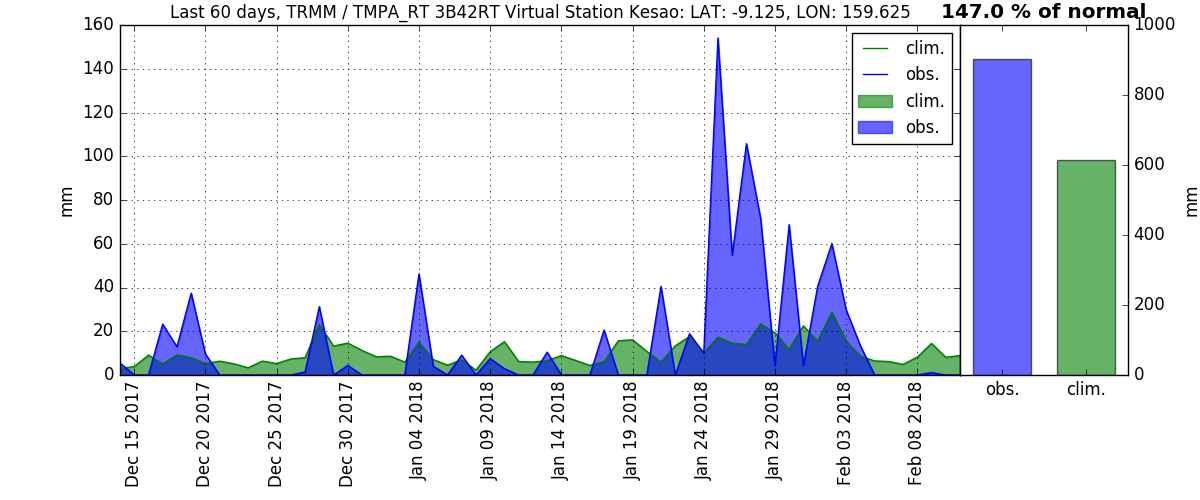 Last 60 days, TRMM / TMPA_RT 3B42RT Virtual Station Kesao: LAT: -9.125, LON: 159.625
147.0 % of normal
160
140
120
100
80
60
40
20
0
mm
clim.
obs.
clim.
obs.
Dec 15 2017
Dec 20 2017
Dec 25 2017
Dec 30 2017
Jan 04 2018
Jan 09 2018
Jan 14 2018
Jan 19 2018
Jan 24 2018
Jan 29 2018
Feb 03 2018
Feb 08 2018
1000
800
600
400
200
0
mm
obs.
clim.